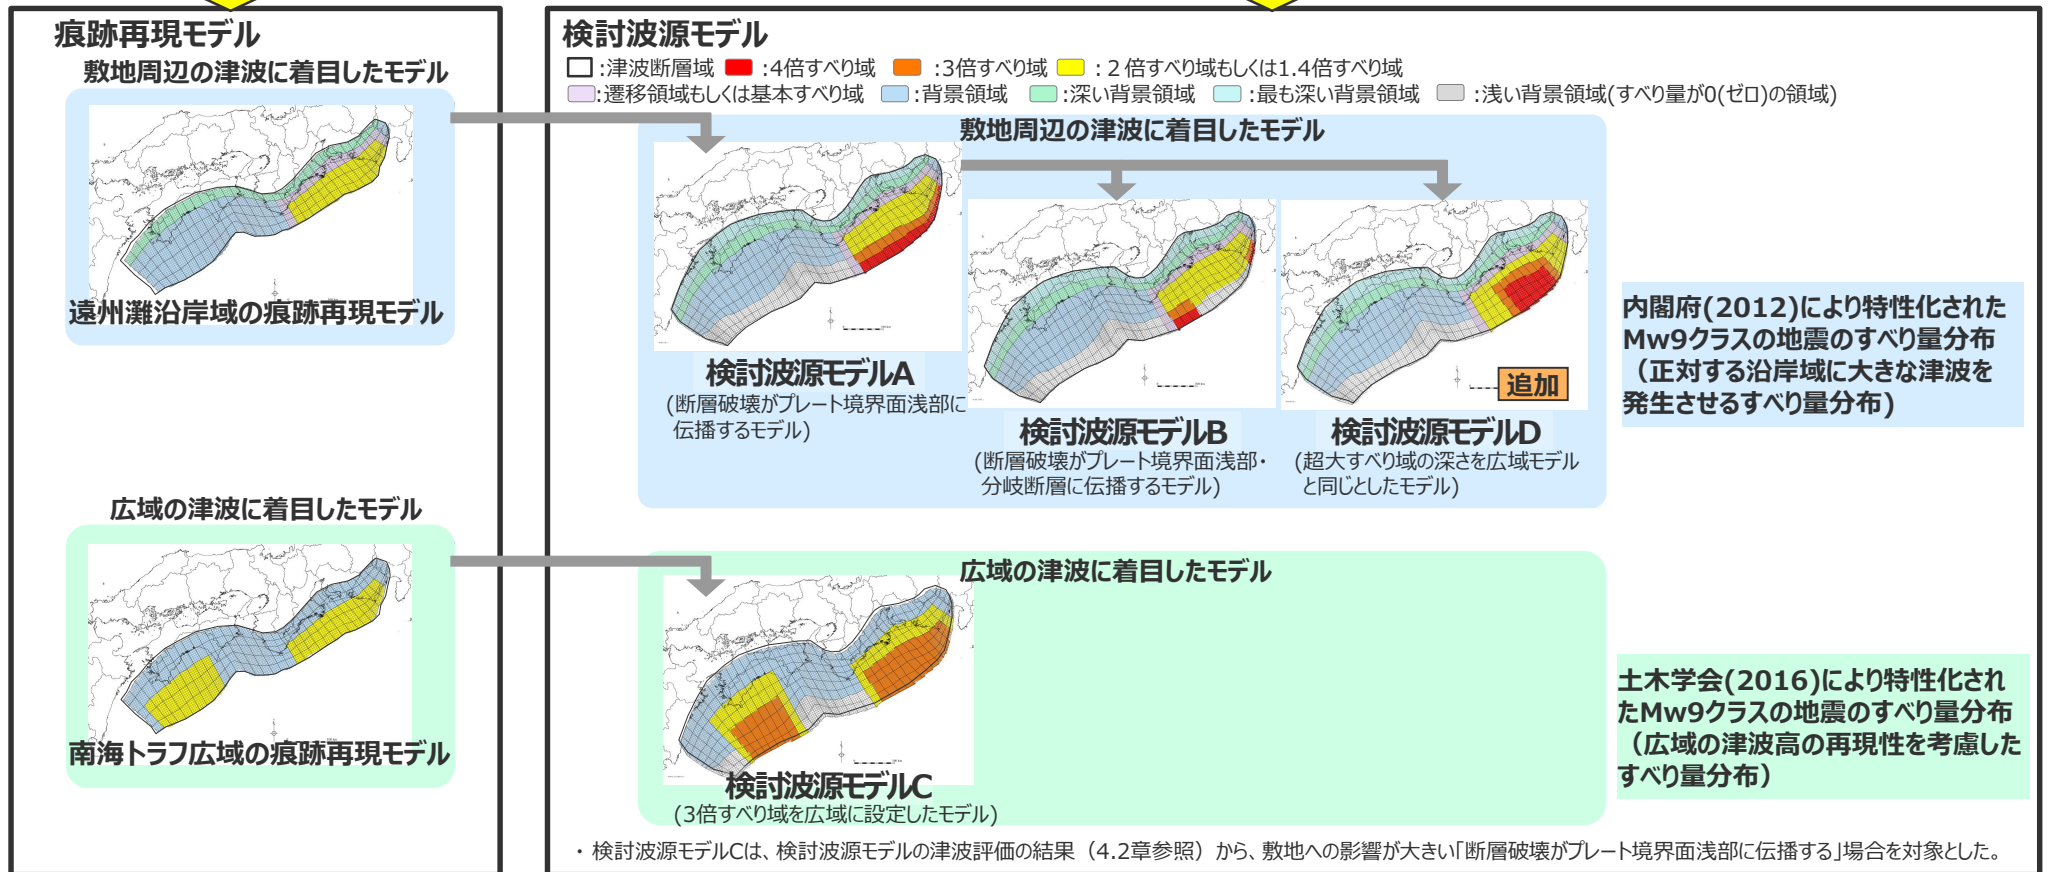 痕跡再現モデル
敷地周辺の津波に着目したモデル
遠州灘沿岸域の痕跡再現モデル
広域の津波に着目したモデル
南海トラフ広域の痕跡再現モデル
検討波源モデル
:津波断層域 :4倍すべり域 :3倍すべり域 :２倍すべり域もしくは1.4倍すべり域
:遷移領域もしくは基本すべり域 :背景領域 :深い背景領域 :最も深い背景領域 :浅い背景領域(すべり量が0(ゼロ)の領域)
敷地周辺の津波に着目したモデル
検討波源モデルA
(断層破壊がプレート境界面浅部に
伝播するモデル)
検討波源モデルB
(断層破壊がプレート境界面浅部・
分岐断層に伝播するモデル)
追加
検討波源モデルD
(超大すべり域の深さを広域モデル
と同じとしたモデル)
内閣府(2012)により特性化された
Mw9クラスの地震のすべり量分布
（正対する沿岸域に大きな津波を
発生させるすべり量分布)
広域の津波に着目したモデル
検討波源モデルC
(3倍すべり域を広域に設定したモデル)
土木学会(2016)により特性化され
たMw9クラスの地震のすべり量分布
（広域の津波高の再現性を考慮した
すべり量分布）
・検討波源モデルCは、検討波源モデルの津波評価の結果（4.2章参照）から、敷地への影響が大きい「断層破壊がプレート境界面浅部に伝播する」場合を対象とした。